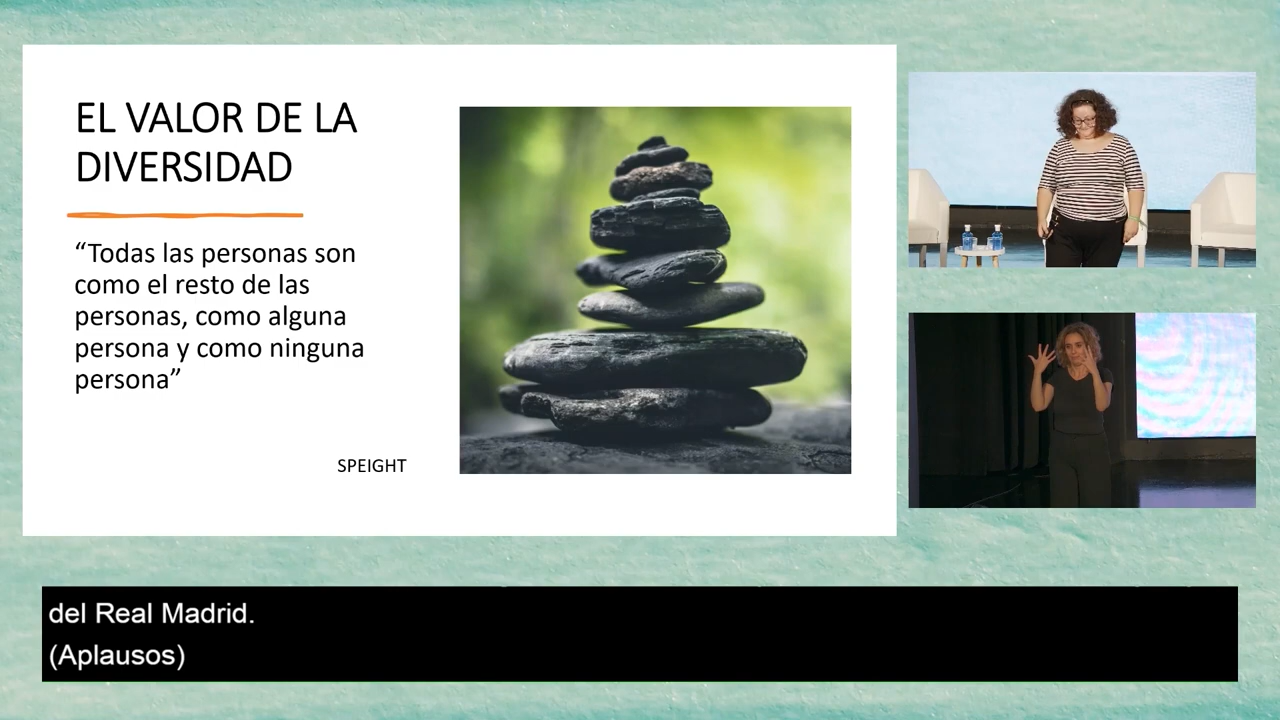 EL VALOR DE LA
DIVERSIDAD
“Todas las personas son
como el resto de las
personas, como alguna
persona y como ninguna
persona”
SPEIGHT
del Real Madrid.
(Aplausos)